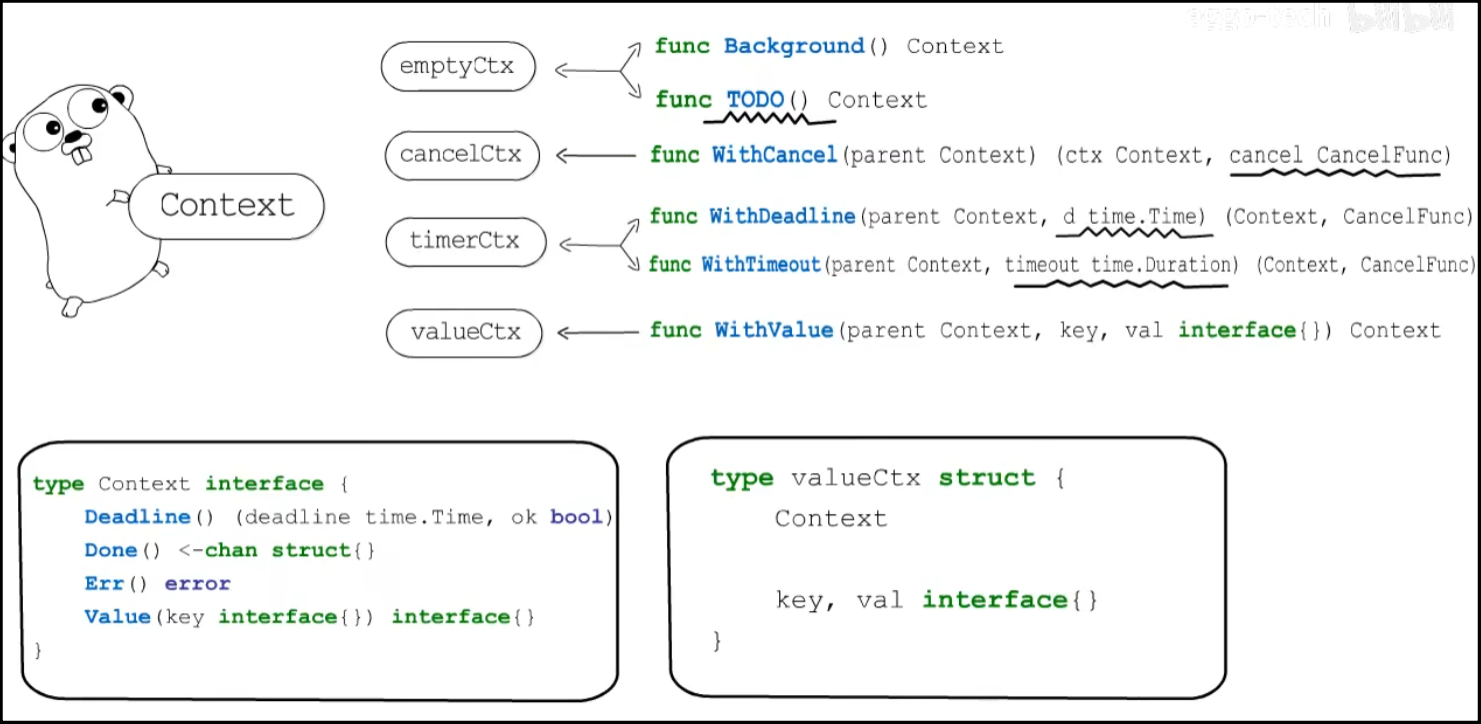 eggo-tech bilibili
emptyCtx
func Background() Context
func TODO() Context
cancelCtx
func WithCancel(parent Context) (ctx Context, cancel CancelFunc)
Context
timerCtx
func WithDeadline(parent Context, d time.Time) (Context, CancelFunc)
func WithTimeout(parent Context, timeout time.Duration) (Context, CancelFunc)
valueCtx
func WithValue(parent Context, key, val interface{}) Context
type Context interface {
Deadline() (deadline time.Time, ok bool)
Done() <-chan struct{}
Err() error
Value(key interface{}) interface{}
}
type valueCtx struct {
Context
key, val interface{}
}